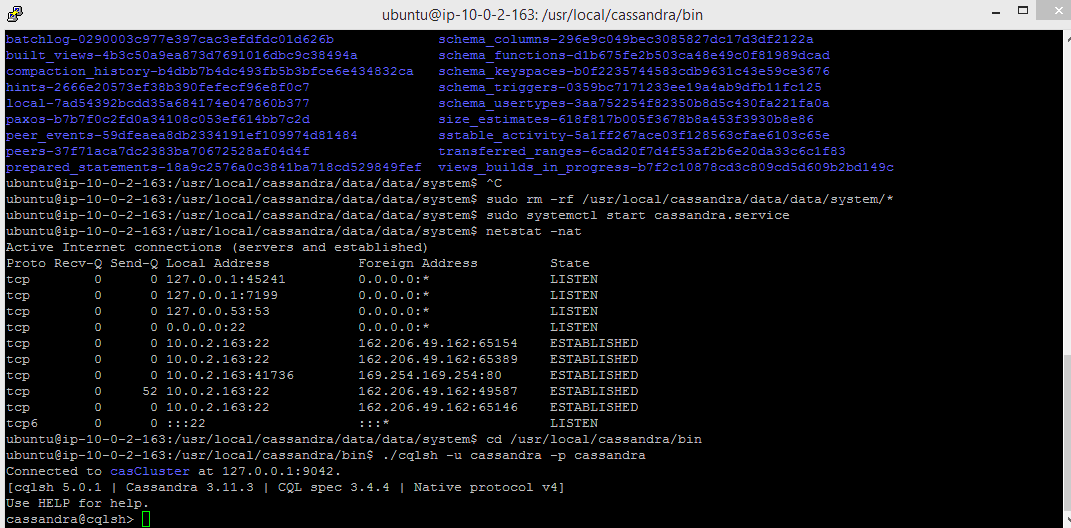 ubuntu@ip-10-0-2-163: /usr/local/cassandra/bin
batchlog-0290003c977e397cac3efdfdc01d626b schema_columns-296e9c049bec3085827dc17d3df2122a
built_views-4b3c50a9ea873d7691016dbc9c38494a schema_functions-d1b675fe2b503ca48e49c0f81989dcad
compaction_history-b4dbb7b4dc493fb5b3bfce6e434832ca schema_keyspaces-b0f2235744583cdb9631c43e59ce3676
hints-2666e20573ef38b390fefecf96e8f0c7 schema_triggers-0359bc7171233ee19a4ab9dfb11fc125
local-7ad54392bcdd35a684174e047860b377 schema_usertypes-3aa752254f82350b8d5c430fa221fa0a
paxos-b7b7f0c2fd0a34108c053ef614bb7c2d size_estimates-618f817b005f3678b8a453f3930b8e86
peer_events-59dfeaea8db2334191ef109974d81484 sstable_activity-5a1ff267ace03f128563cfae6103c65e
peers-37f71aca7dc2383ba70672528af04d4f transferred_ranges-6cad20f7d4f53af2b6e20da33c6c1f83
prepared_statements-18a9c2576a0c3841ba718cd529849fef views_builds_in_progress-b7f2c10878cd3c809cd5d609b2bd149c
ubuntu@ip-10-0-2-163:/usr/local/cassandra/data/data/system$ ^C
ubuntu@ip-10-0-2-163:/usr/local/cassandra/data/data/system$ sudo rm -rf /usr/local/cassandra/data/data/system/*
ubuntu@ip-10-0-2-163:/usr/local/cassandra/data/data/system$ sudo systemctl start cassandra.service
ubuntu@ip-10-0-2-163:/usr/local/cassandra/data/data/system$ netstat -nat
Active Internet connections (servers and established)
Proto Recv-Q Send-Q Local Address Foreign Address State
tcp 0 0 127.0.0.1:45241 0.0.0.0:* LISTEN
tcp 0 0 127.0.0.1:7199 0.0.0.0:* LISTEN
tcp 0 0 127.0.0.53:53 0.0.0.0:* LISTEN
tcp 0 0 0.0.0.0:22 0.0.0.0:* LISTEN
tcp 0 0 10.0.2.163:22 162.206.49.162:65154 ESTABLISHED
tcp 0 0 10.0.2.163:22 162.206.49.162:65389 ESTABLISHED
tcp 0 0 10.0.2.163:41736 169.254.169.254:80 ESTABLISHED
tcp 0 52 10.0.2.163:22 162.206.49.162:49587 ESTABLISHED
tcp 0 0 10.0.2.163:22 162.206.49.162:65146 ESTABLISHED
tcp6 0 0 :::22 :::* LISTEN
ubuntu@ip-10-0-2-163:/usr/local/cassandra/data/data/system$ cd /usr/local/cassandra/bin
ubuntu@ip-10-0-2-163:/usr/local/cassandra/bin$ ./cqlsh -u cassandra -p cassandra
Connected to casCluster at 127.0.0.1:9042.
[cqlsh 5.0.1 | Cassandra 3.11.3 | CQL spec 3.4.4 | Native protocol v4]
Use HELP for help.
cassandra@cqlsh>